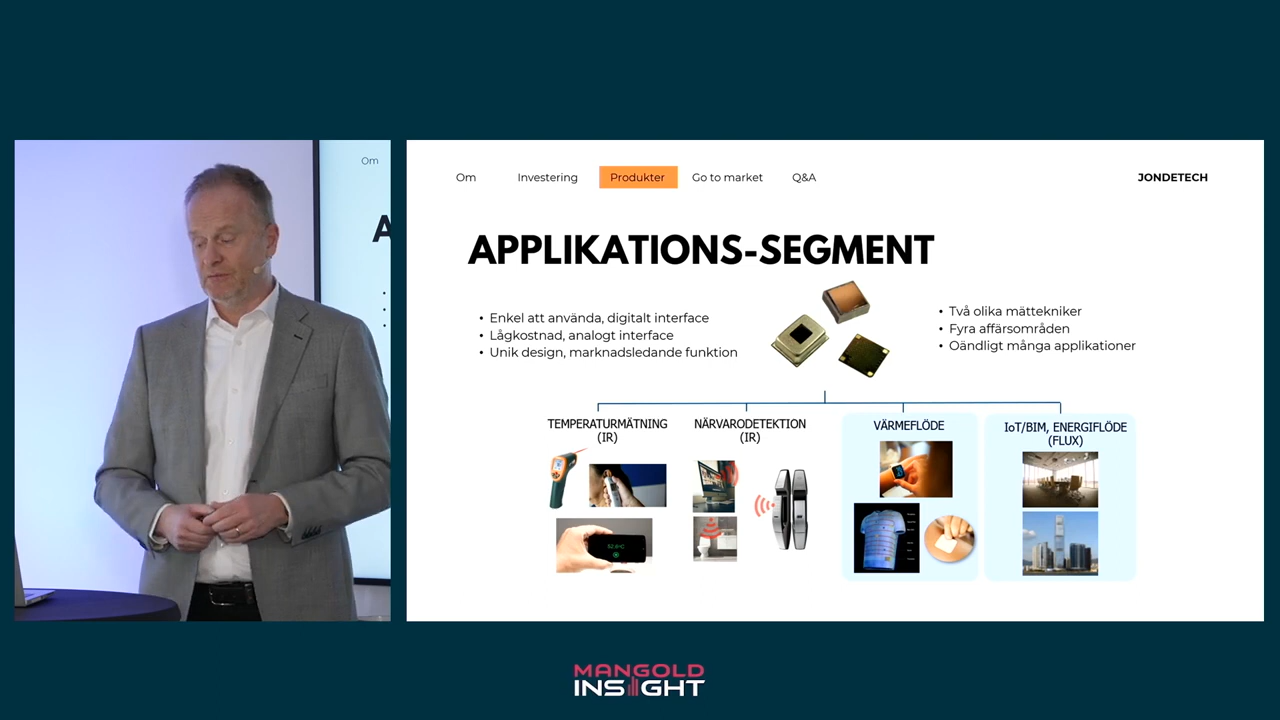 Om
A
Om
Investering
Produkter
Go to market
Q&A
JONDETECH
APPLIKATIONS-SEGMENT
• Enkel att använda, digitalt interface
• Lågkostnad, analogt interface
• Unik design, marknadsledande funktion
• Två olika mättekniker
• Fyra affärsområden
• Oändligt många applikationer
TEMPERATURMÄTNING
(IR)
NÄRVARODETEKTION
(IR)
VÄRMEFLÖDE
IoT/BIM, ENERGIFLÖDE
(FLUX)
MANGOLD
INSIGHT